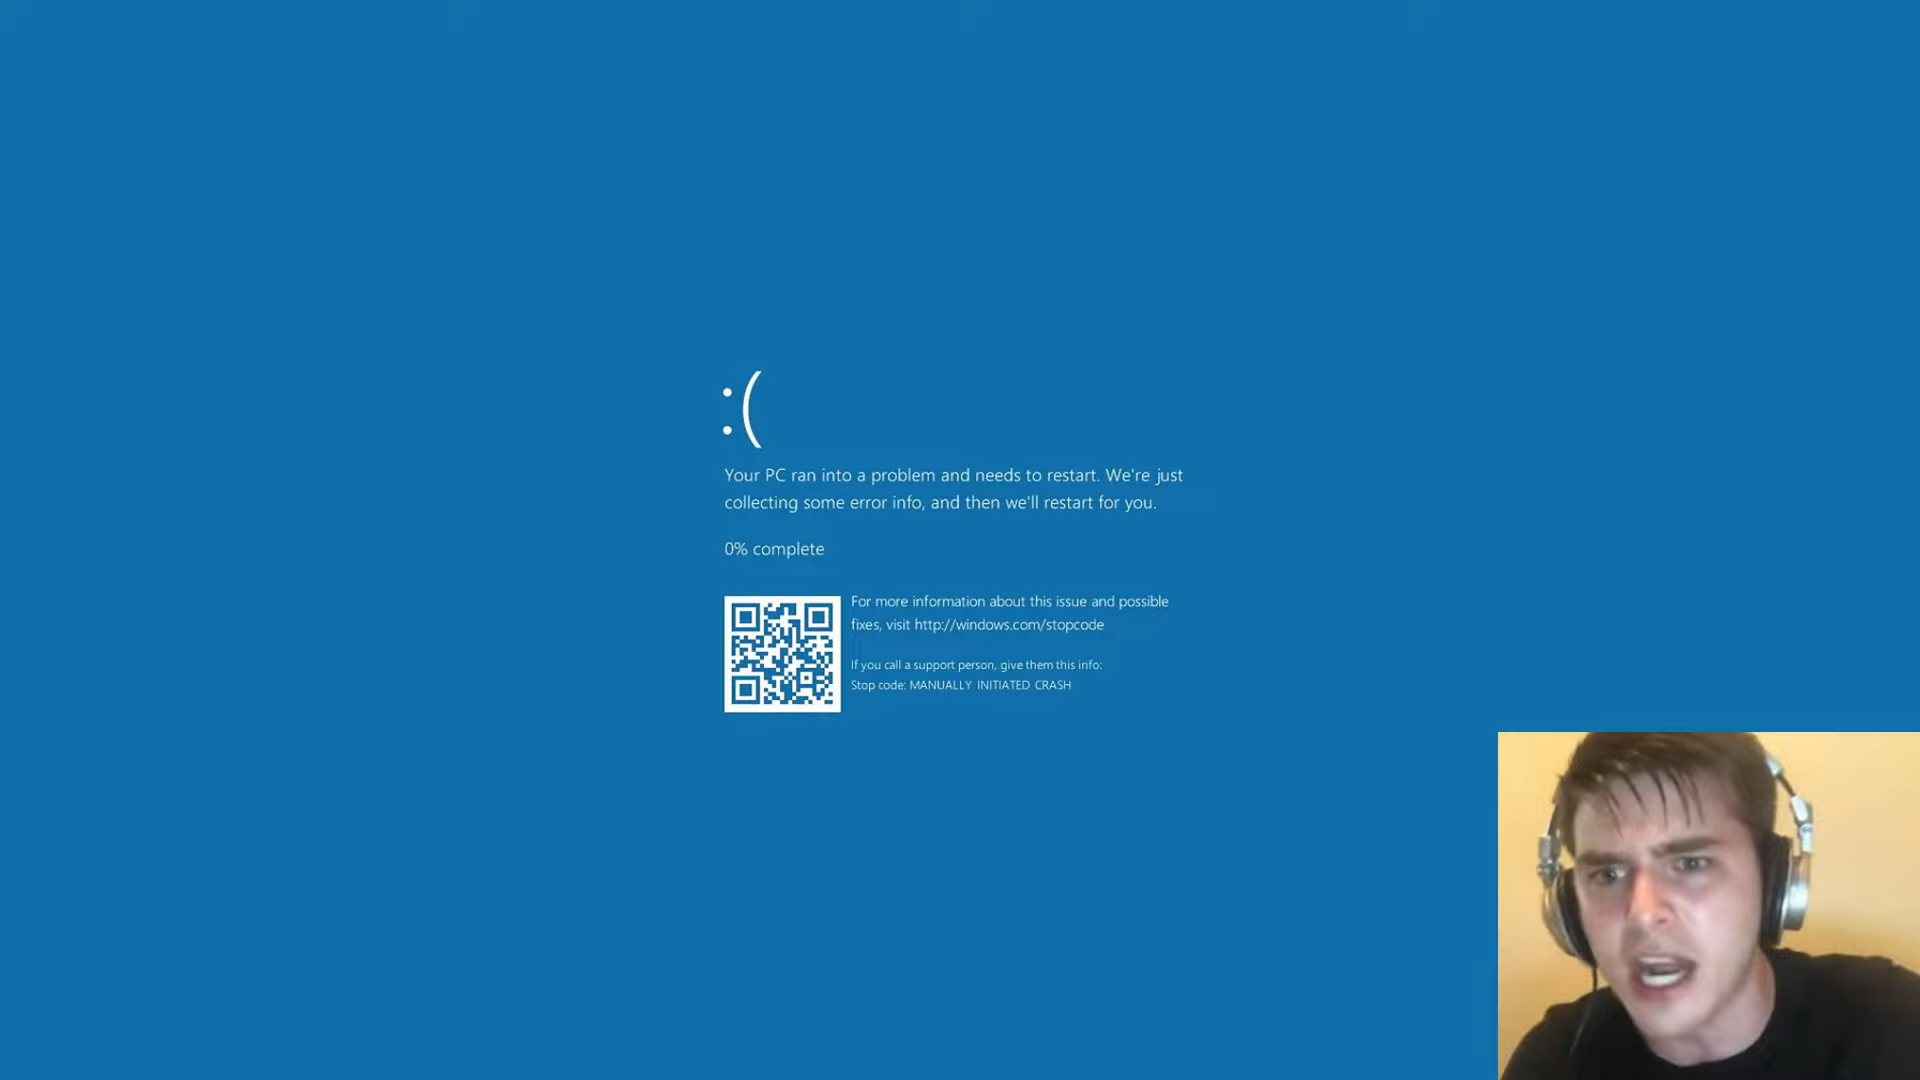 :(
Your PC ran into a problem and needs to restart. We're just
collecting some error info, and then we'll restart for you.
0% complete
For more information about this issue and possible
fixes, visit http://windows.com/stopcode
If you call a support person, give them this info:
Stop code: MANUALLY INITIATED CRASH